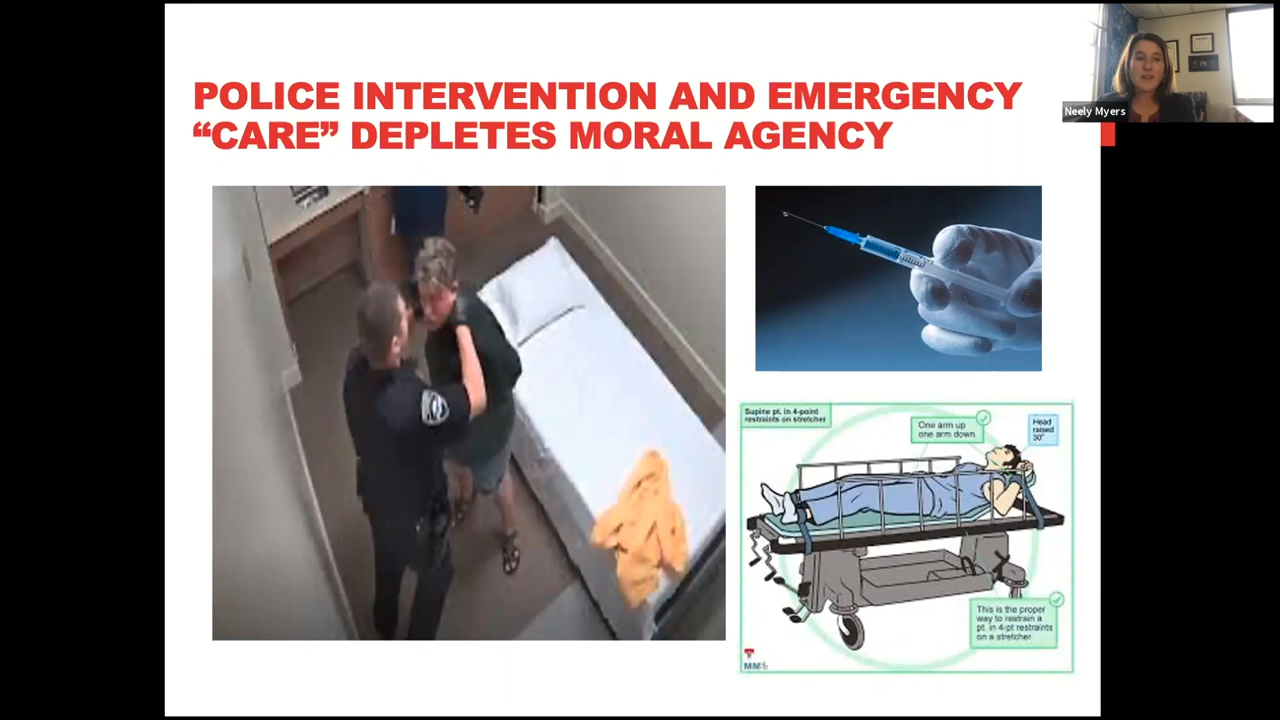 POLICE INTERVENTION AND EMERGENCY
“CARE” DEPLETES MORAL AGENCY
Neely Myers
Supine pt. in 4-point
restraints on stretcher
One arm up
one arm down
Head
raised
30°
This is the proper
way to restrain a
pt. in 4-pt restraints
on a stretcher